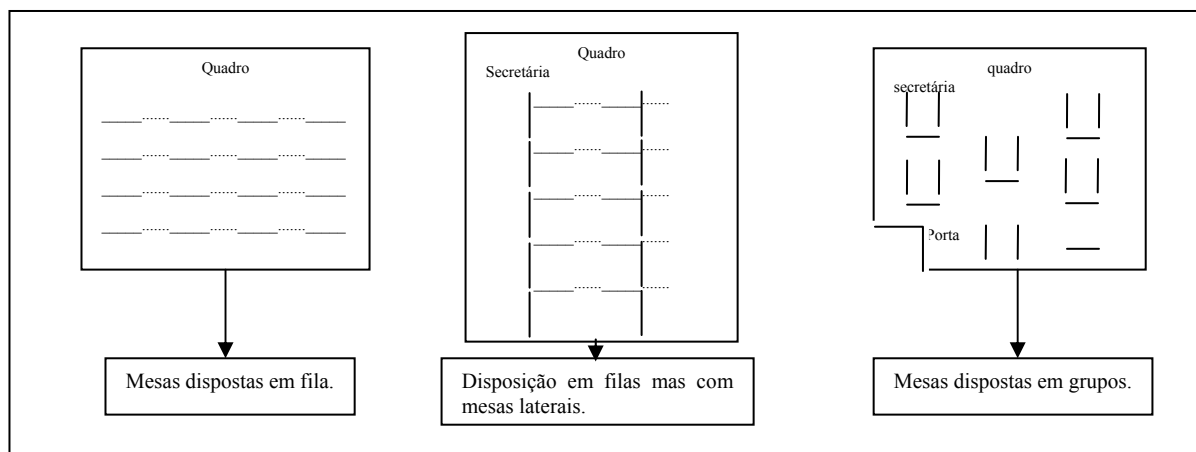 Quadro
Mesas dispostas em fila.
Quadro
Secretária
Disposição em filas mas com
mesas laterais.
quadro
secretária
Porta
Mesas dispostas em grupos.